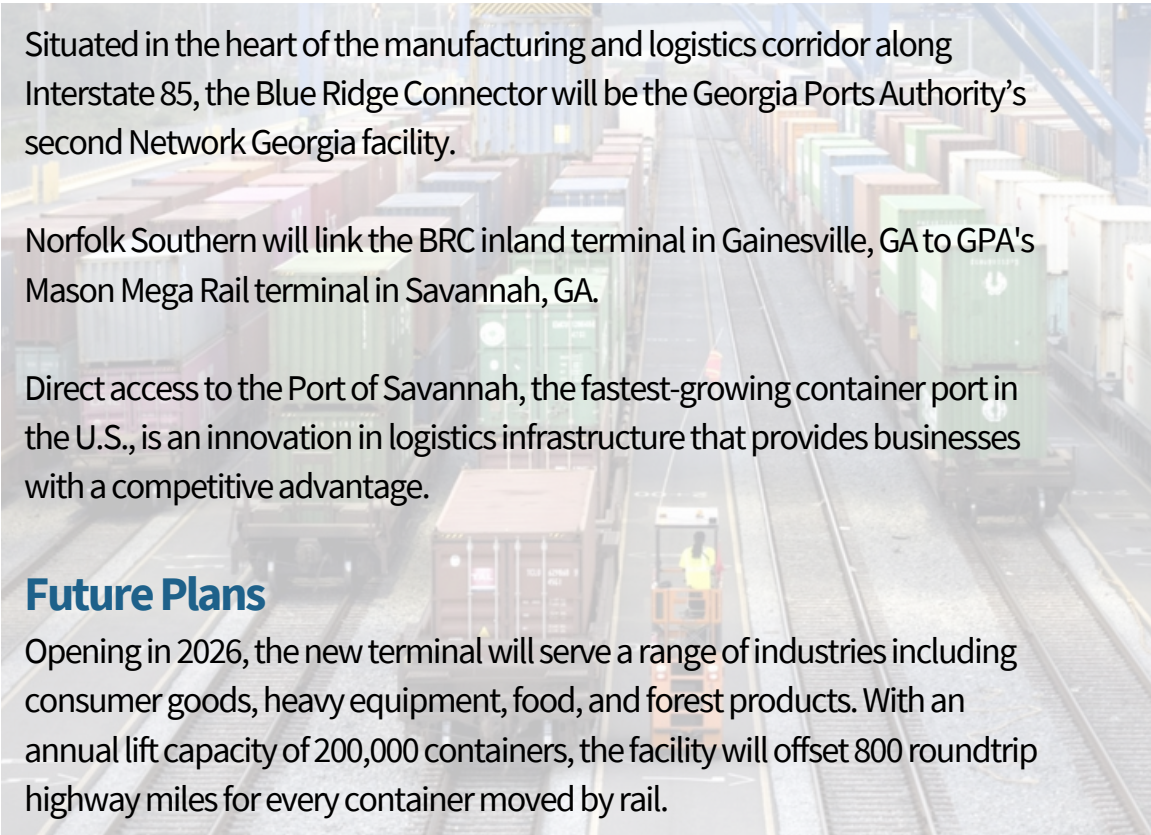 Situated in the heart of the manufacturing and logistics corridor along
Interstate 85, the Blue Ridge Connector will be the Georgia Ports Authority’s
second Network Georgia facility.
Norfolk Southern will link the BRC inland terminal in Gainesville, GA to GPA's
Mason Mega Rail terminal in Savannah, GA.
Direct access to the Port of Savannah, the fastest-growing container port in
the U.S., is an innovation in logistics infrastructure that provides businesses
with a competitive advantage.
Future Plans
Opening in 2026, the new terminal will serve a range of industries including
consumer goods, heavy equipment, food, and forest products. With an
annual lift capacity of 200,000 containers, the facility will offset 800 roundtrip
highway miles for every container moved by rail.